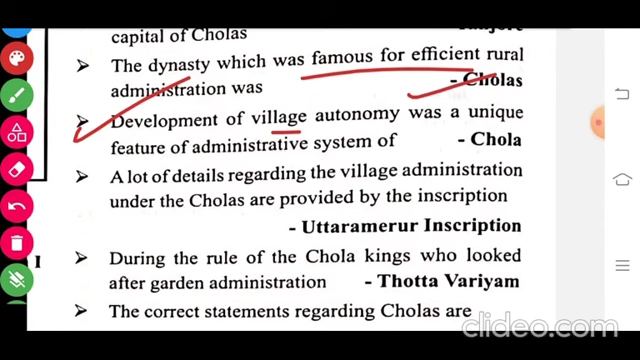 capital of Cholas
➤ The dynasty which was famous for efficient rural
administration was - Cholas
➤ Development of village autonomy was a unique
feature of administrative system of - Chola
➤ A lot of details regarding the village administration
under the Cholas are provided by the inscription
- Uttaramerur Inscription
I ➤ During the rule of the Chola kings who looked
after garden administration - Thotta Variyam
➤ The correct statements regarding Cholas are
clideo.com